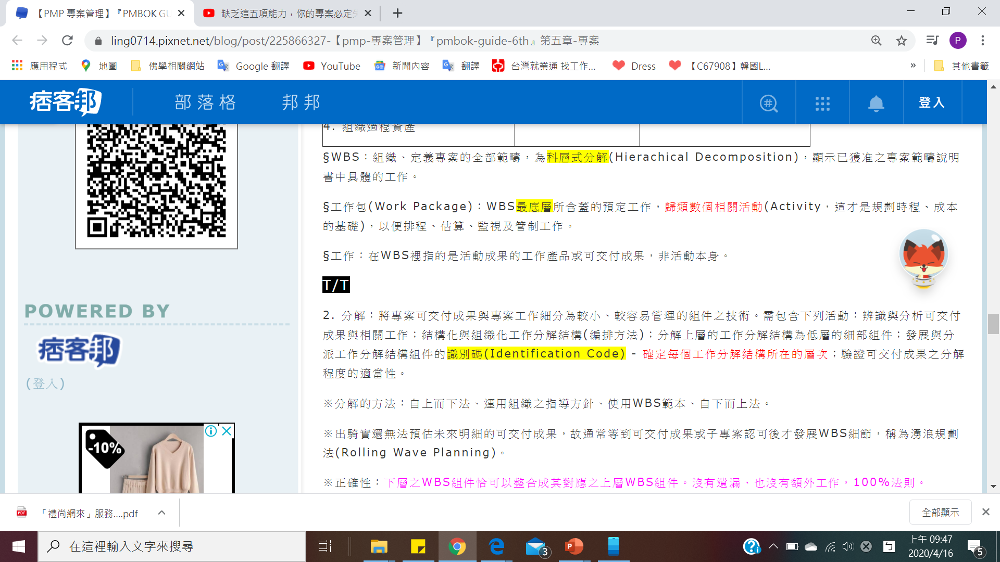 【PMP 專案管理】『PMBOK GU
缺乏這五項能力，你的專案必定失
ling0714.pixnet.net/blog/post/225866327-【pmp-專案管理】『pmbok-guide-6th』第五章-專案
P
應用程式 地圖 佛學相關網站 Google 翻譯 YouTube 新聞內容 翻譯 台灣就業通 找工作... Dress 【C67908】韓國L... » 其他書籤
痞客邦 部落格 邦邦 登入
4. 組織過程資產
§WBS：組織、定義專案的全部範疇，為科層式分解(Hierachical Decomposition)，顯示已獲准之專案範疇說明
書中具體的工作。
§工作包(Work Package)：WBS最底層所含蓋的預定工作，歸類數個相關活動(Activity，這才是規劃時程、成本
的基礎)，以便排程、估算、監視及管制工作。
§工作：在WBS裡指的是活動成果的工作產品或可交付成果，非活動本身。
T/T
2. 分解：將專案可交付成果與專案工作細分為較小、較容易管理的組件之技術。需包含下列活動：辨識與分析可交付
成果與相關工作；結構化與組織化工作分解結構(編排方法)；分解上層的工作分解結構為低層的細部組件；發展與分
派工作分解結構組件的識別碼(Identification Code) - 確定每個工作分解結構所在的層次；驗證可交付成果之分解
程度的適當性。
※分解的方法：自上而下法、運用組織之指導方針、使用WBS範本、自下而上法。
※出騎實還無法預估未來明細的可交付成果，故通常等到可交付成果或子專案認可後才發展WBS細節，稱為湧浪規劃
法(Rolling Wave Planning)。
※正確性：下層之WBS組件恰可以整合成其對應之上層WBS組件。沒有遺漏、也沒有額外工作，100%法則。
POWERED BY
痞客邦
(登入)
-10%
「禮尚網來」服務....pdf
全部顯示
在這裡輸入文字來搜尋
3
上午 09:47
2020/4/16
5